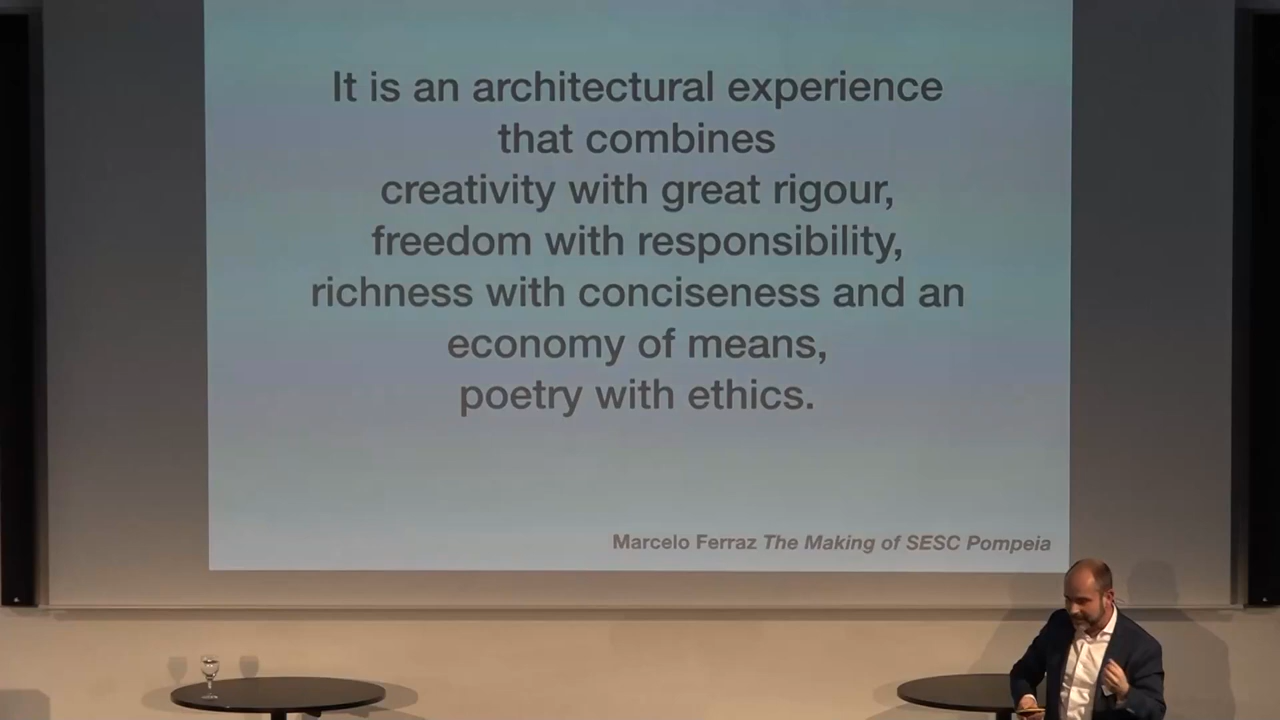 It is an architectural experience
that combines
creativity with great rigour,
freedom with responsibility,
richness with conciseness and an
economy of means,
poetry with ethics.
Marcelo Ferraz The Making of SESC Pompeia